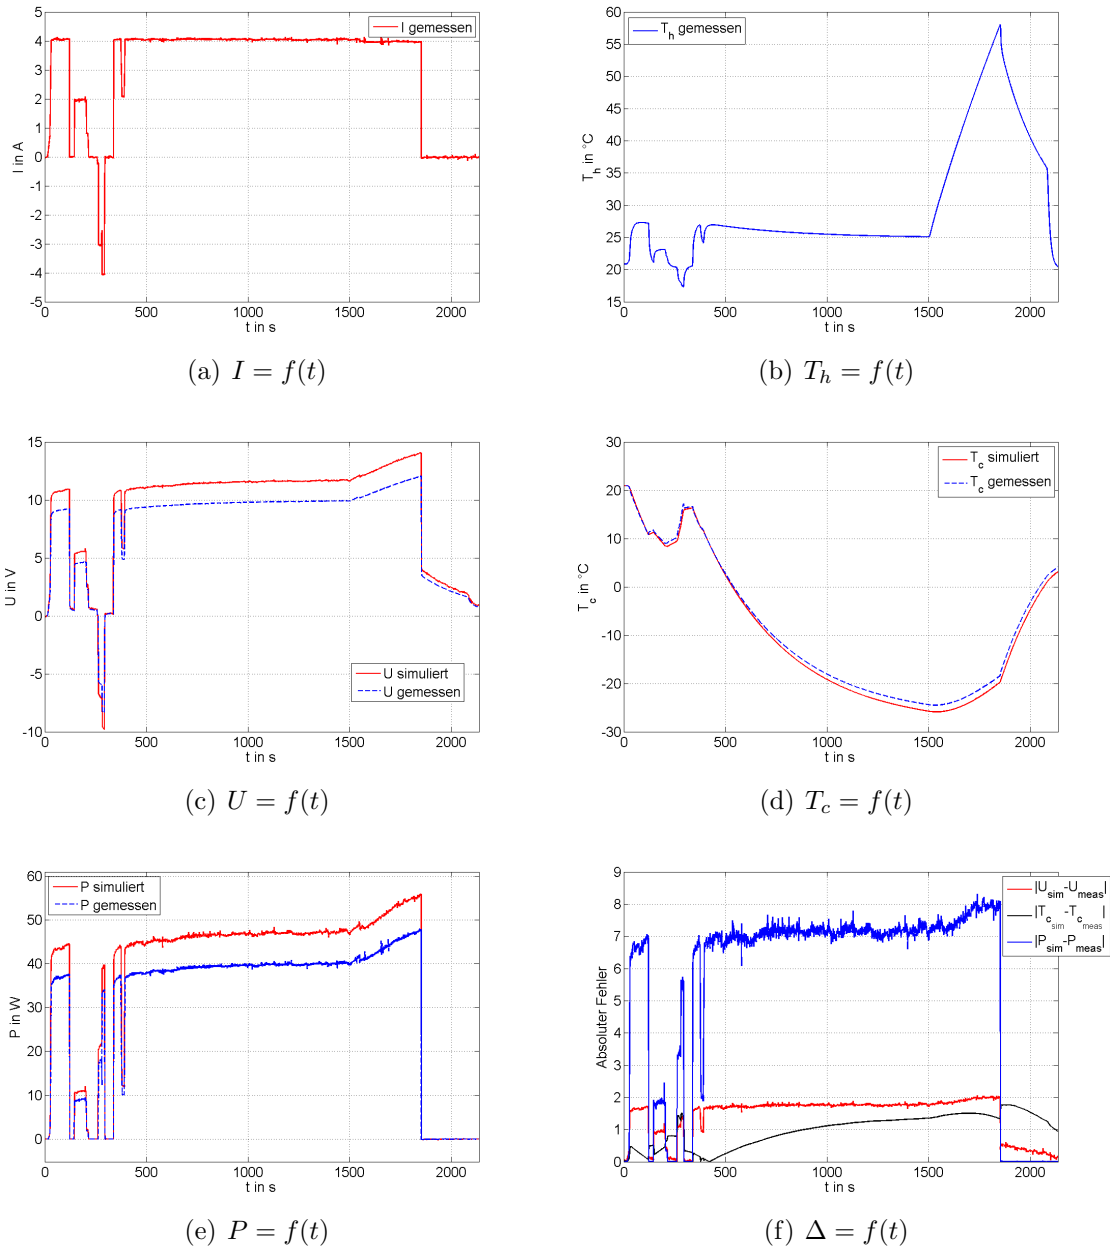 I gemessen
5
4
3
2
1
0
-1
-2
-3
-4
-5
I in A
0 500 1000 1500 2000
t in s
(a) I = f(t)
T_h gemessen
60
55
50
45
40
35
30
25
20
15
T_h in °C
0 500 1000 1500 2000
t in s
(b) T_h = f(t)
15
10
5
0
-5
-10
U in V
U simuliert
U gemessen
0 500 1000 1500 2000
t in s
(c) U = f(t)
30
20
10
0
-10
-20
-30
T_c in °C
T_c simuliert
T_c gemessen
0 500 1000 1500 2000
t in s
(d) T_c = f(t)
60
50
40
30
20
10
0
P in W
P simuliert
P gemessen
0 500 1000 1500 2000
t in s
(e) P = f(t)
9
8
7
6
5
4
3
2
1
0
Absoluter Fehler
|U_sim-U_meas|
|T_c_sim-T_c_meas|
|P_sim-P_meas|
0 500 1000 1500 2000
t in s
(f) Δ = f(t)